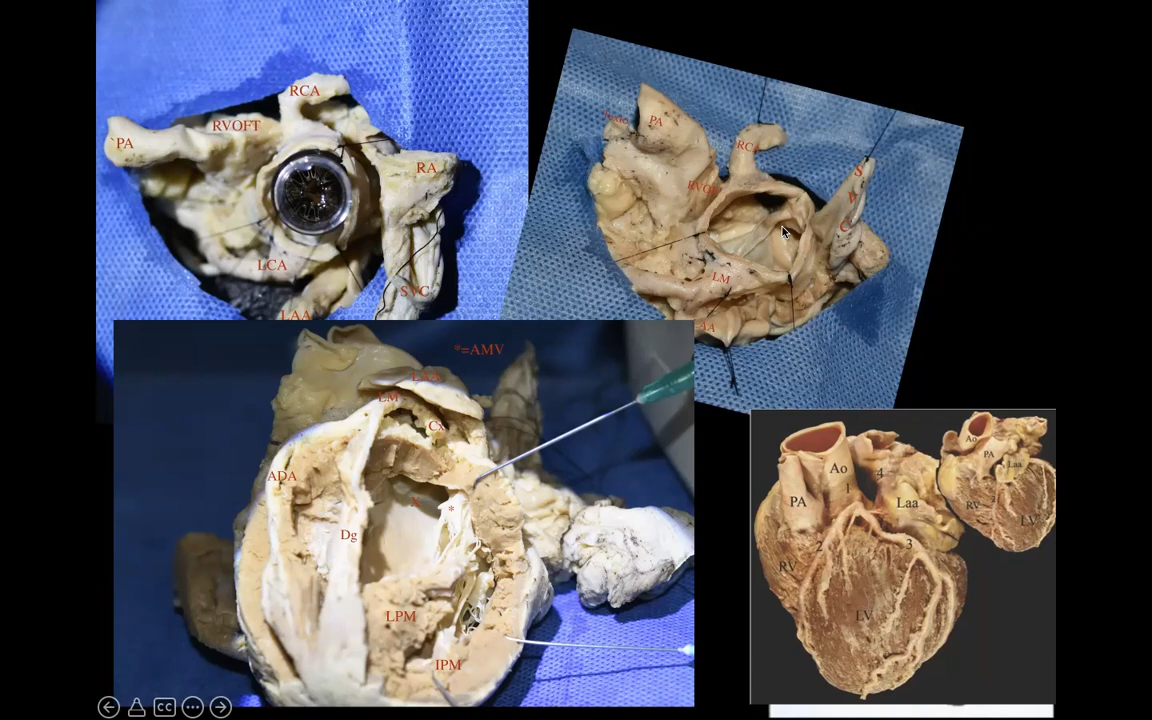 RCA
RVOFT
PA
RA
LCA
SVC
LAA
PA
RCA
S
V
C
LM
*=AMV
LAA
LM
Cx
ADA
X
*
Dg
LPM
IPM
Ao
PA
1
4
Laa
2
3
RV
LV
Ao
PA
Laa
RV
LV
CC